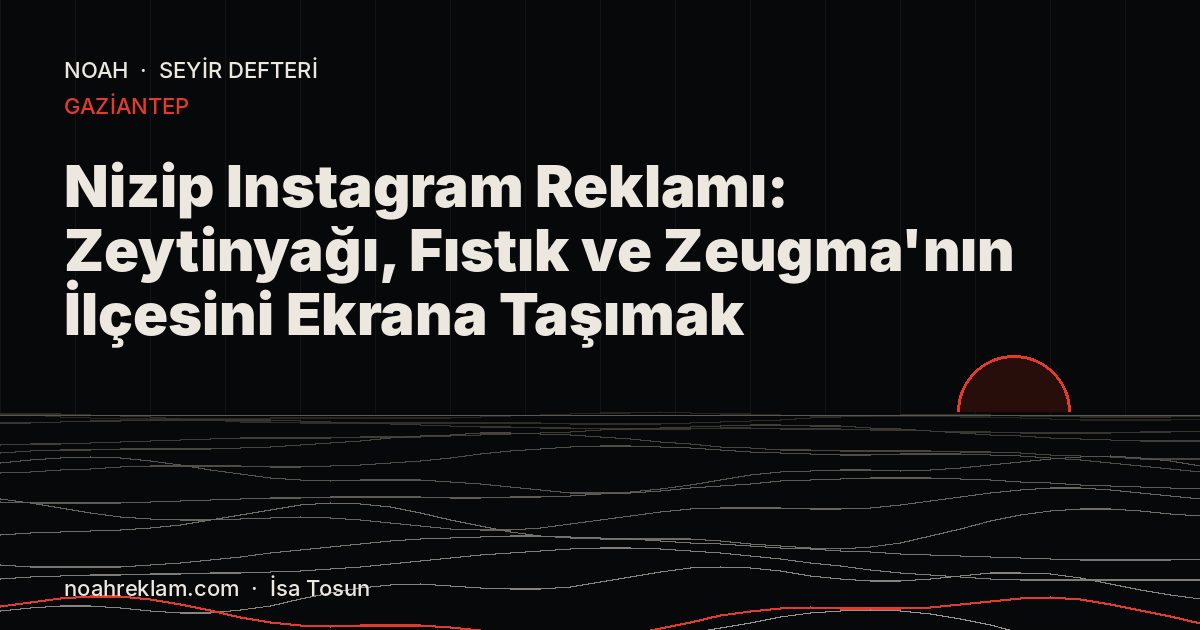 NOAH · SEYİR DEFTERİ
GAZİANTEP
Nizip Instagram Reklamı:
Zeytinyağı, Fıstık ve Zeugma'nın
İlçesini Ekrana Taşımak
noahreklam.com · İsa Tosun